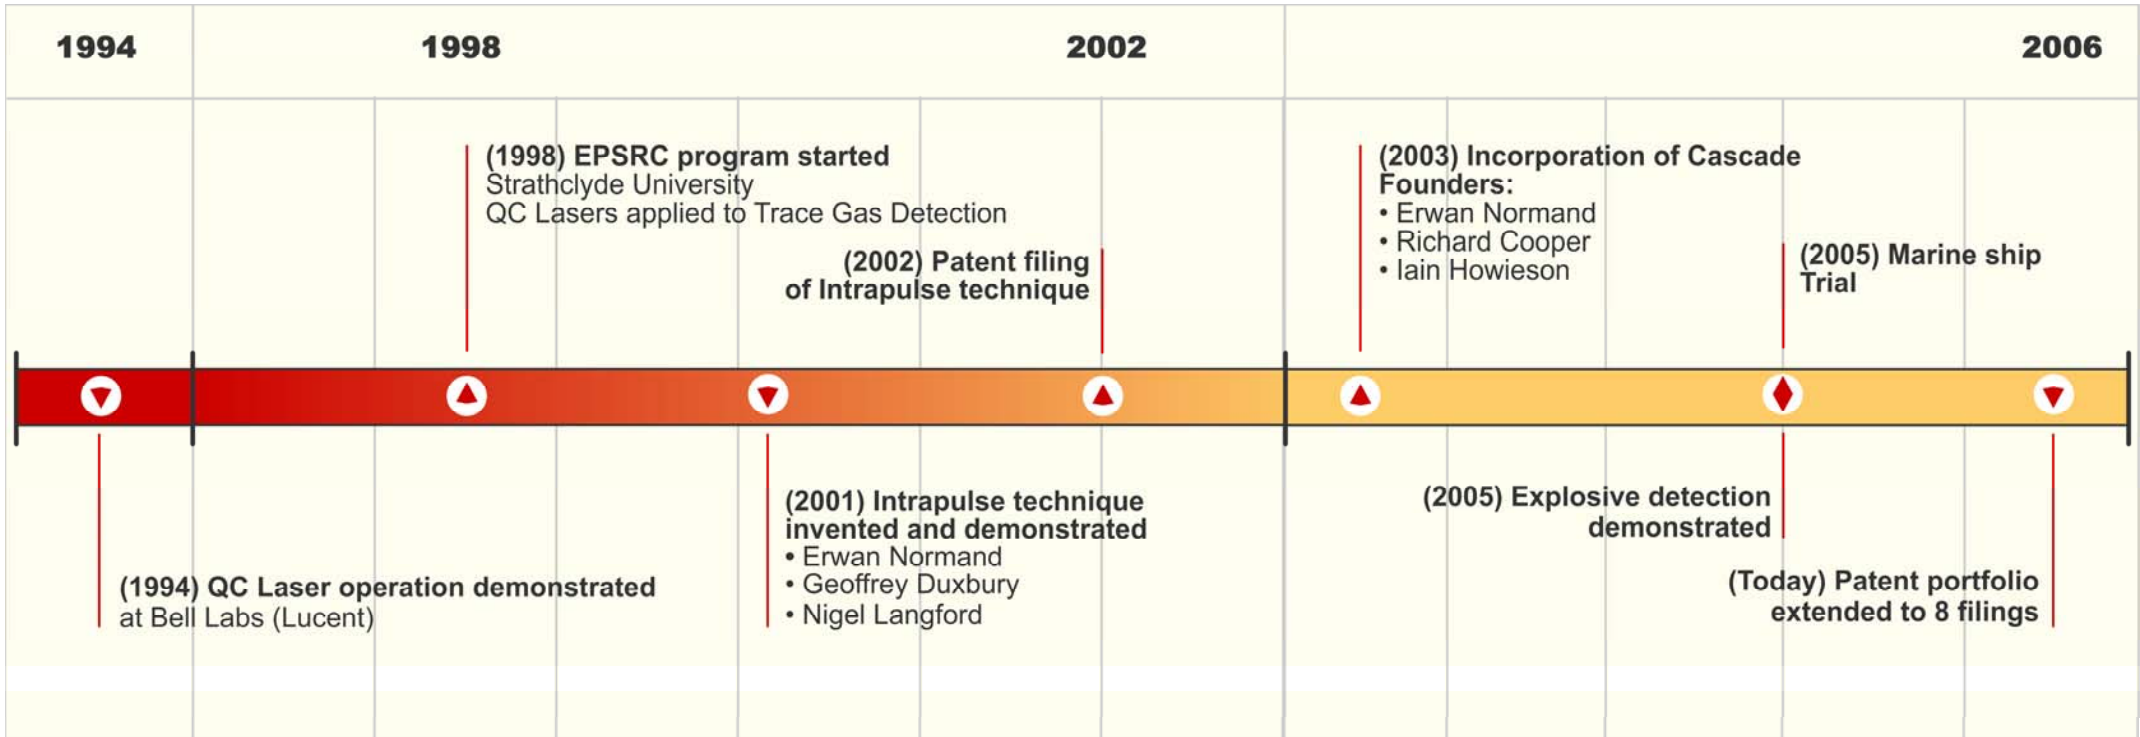 1994
1998
2002
2006
(1998) EPSRC program started
Strathclyde University
QC Lasers applied to Trace Gas Detection
(2002) Patent filing
of Intrapulse technique
(2003) Incorporation of Cascade
Founders:
• Erwan Normand
• Richard Cooper
• Iain Howieson
(2005) Marine ship
Trial
(1994) QC Laser operation demonstrated
at Bell Labs (Lucent)
(2001) Intrapulse technique
invented and demonstrated
• Erwan Normand
• Geoffrey Duxbury
• Nigel Langford
(2005) Explosive detection
demonstrated
(Today) Patent portfolio
extended to 8 filings